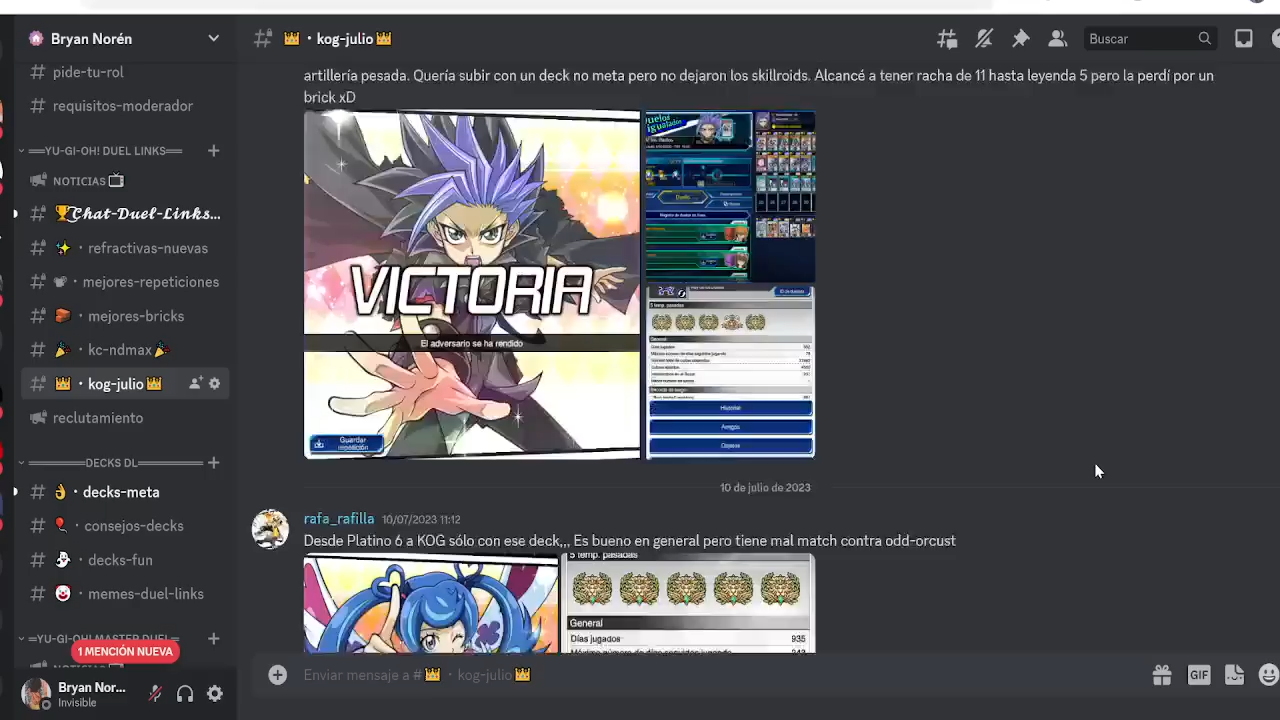 Bryan Norén
pide-tu-rol
requisitos-moderador
═YU-GI-OH!DUEL LINKS═
NOTICIAS
refractivas-nuevas
mejores-repeticiones
mejores-bricks
kcandmax
kog-julio
reclutamiento
DECKS DL
decks-meta
consejos-decks
decks-fun
memes-duel-links
═YU-GI-OH! MASTER DUEL═
1 MENCIÓN NUEVA
Bryan Nor...
Invisible
kog-julio
Buscar
artillería pesada. Quería subir con un deck no meta pero no dejaron los skillroids. Alcancé a tener racha de 11 hasta leyenda 5 pero la perdí por un
brick xD
VICTORIA
El adversario se ha rendido
Guardar
repetición
5 temp. pasadas
General
Historial
Amigos
10 de julio de 2023
rafa_rafilla 10/07/2023 11:12
Desde Platino 6 a KOG sólo con ese deck,,, Es bueno en general pero tiene mal match contra odd-orcust
5 temp. pasadas
General
Días jugados 935
Enviar mensaje a # kog-julio
GIF